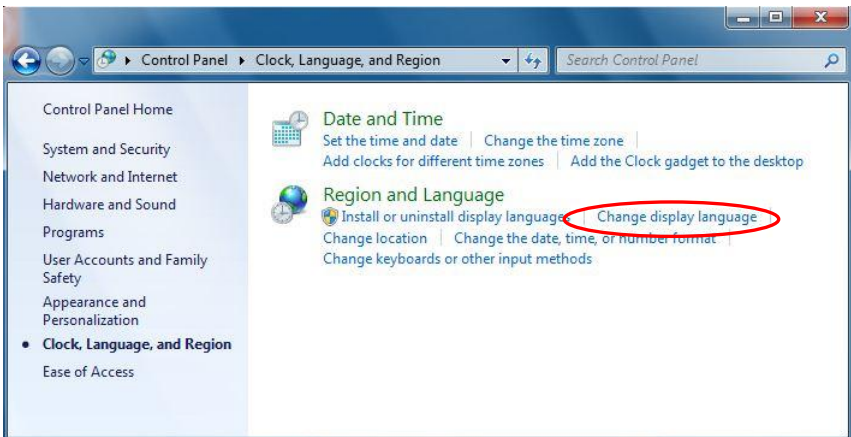 Control Panel ▸ Clock, Language, and Region
Search Control Panel
Control Panel Home
System and Security
Network and Internet
Hardware and Sound
Programs
User Accounts and Family
Safety
Appearance and
Personalization
Clock, Language, and Region
Ease of Access
Date and Time
Set the time and date | Change the time zone |
Add clocks for different time zones | Add the Clock gadget to the desktop
Region and Language
Install or uninstall display languages | Change display language |
Change location | Change the date, time, or number format |
Change keyboards or other input methods